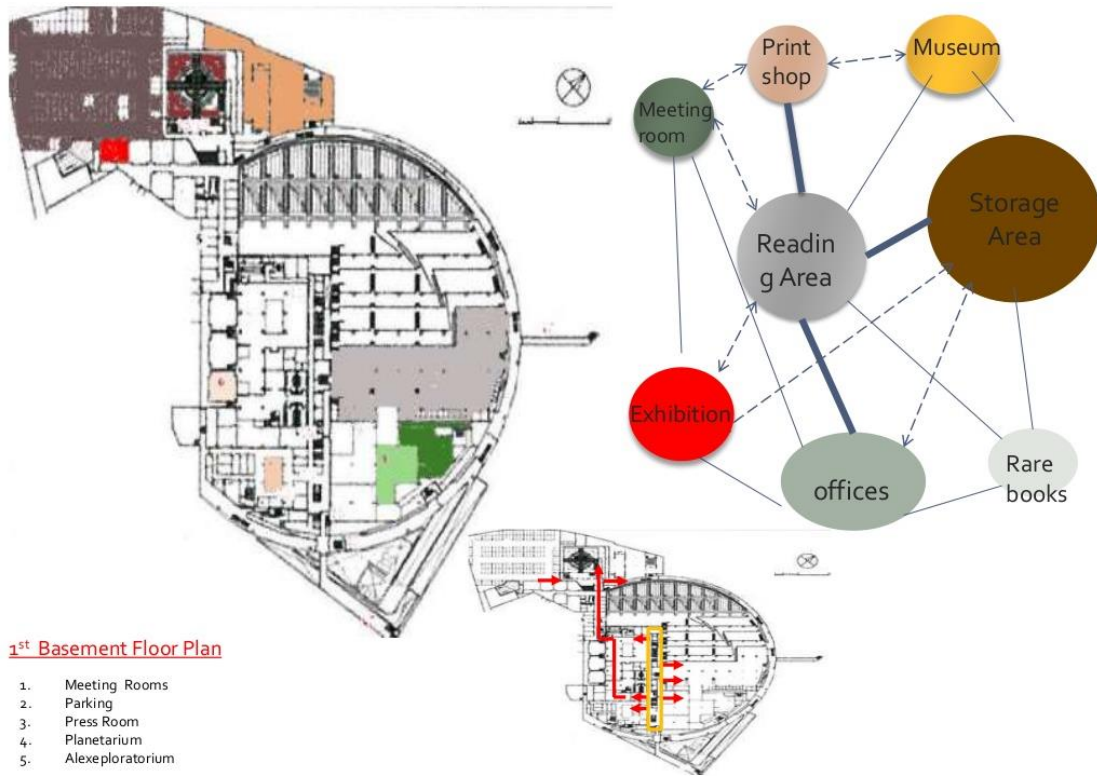 Print
shop
Museum
Meeting
room
Storage
Area
Readin
g Area
Exhibition
offices
Rare
books
1st Basement Floor Plan
1. Meeting Rooms
2. Parking
3. Press Room
4. Planetarium
5. Alexeploratorium